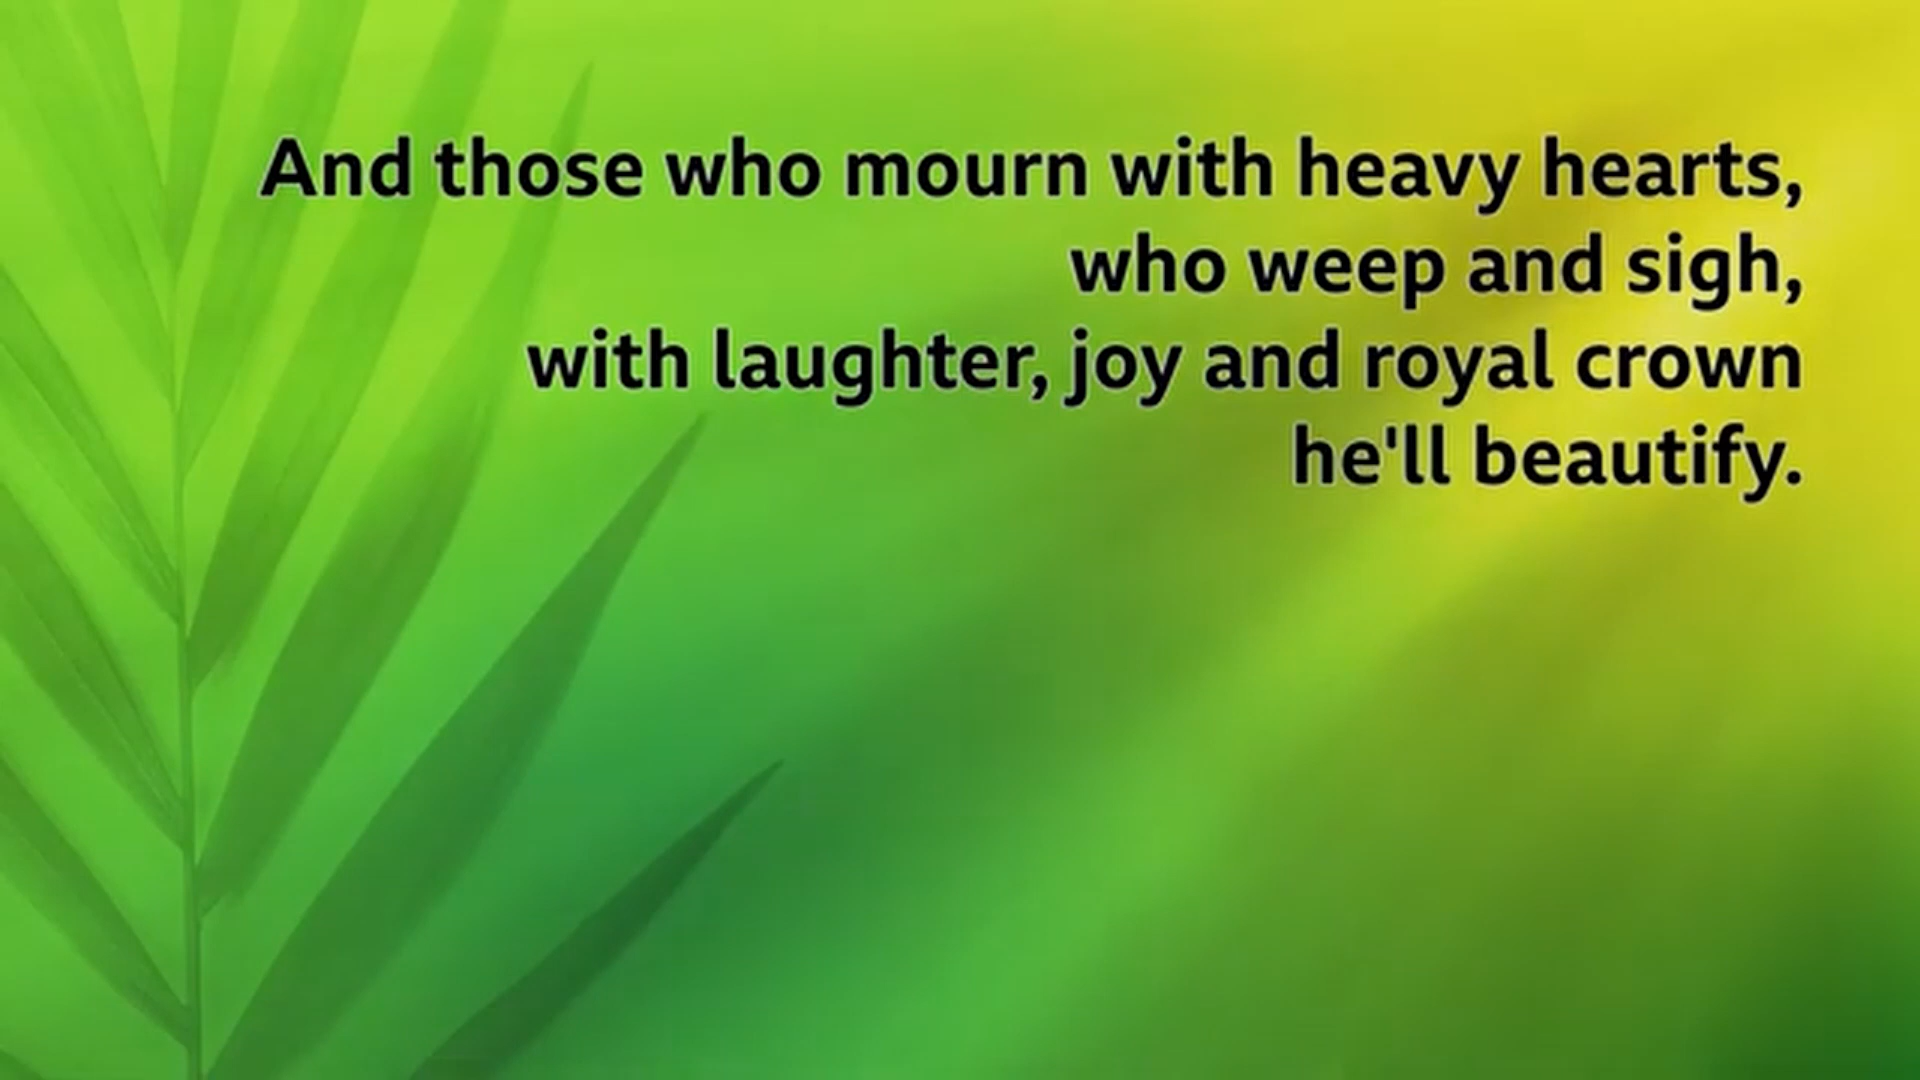 And those who mourn with heavy hearts,
who weep and sigh,
with laughter, joy and royal crown
he'll beautify.